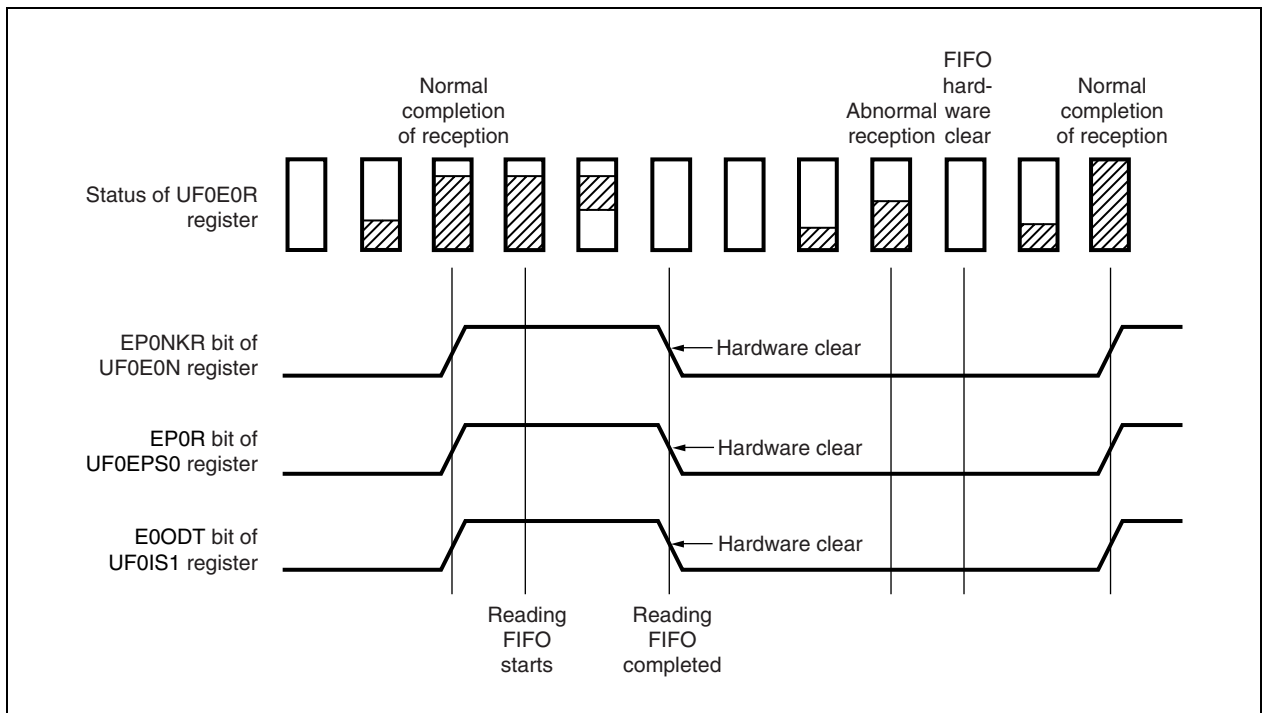 Normal
completion
of reception
Abnormal
reception
FIFO
hard-
ware
clear
Normal
completion
of reception
Status of UF0E0R
register
EP0NKR bit of
UF0E0N register
Hardware clear
EP0R bit of
UF0EPS0 register
Hardware clear
E0ODT bit of
UF0IS1 register
Hardware clear
Reading
FIFO
starts
Reading
FIFO
completed